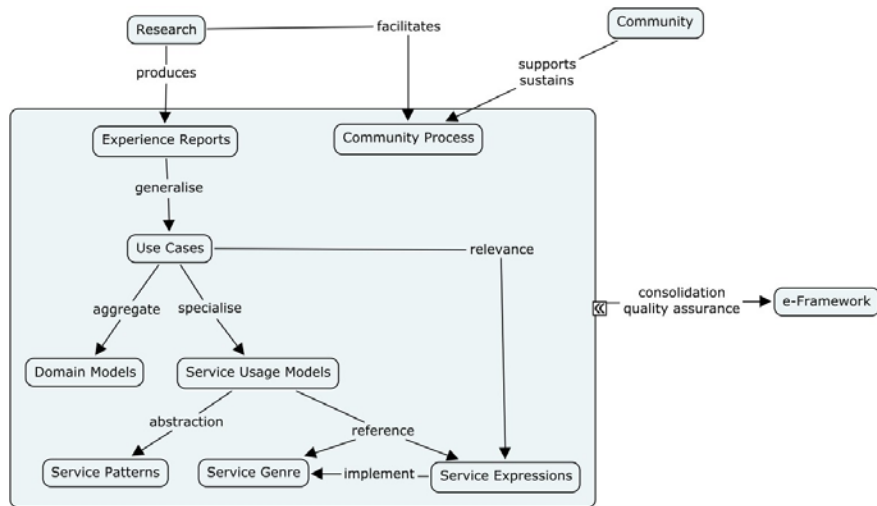 Research
facilitates
Community
produces
supports
sustains
Experience Reports
Community Process
generalise
Use Cases
relevance
aggregate
specialise
consolidation
quality assurance
e-Framework
Domain Models
Service Usage Models
abstraction
reference
Service Patterns
Service Genre
implement
Service Expressions